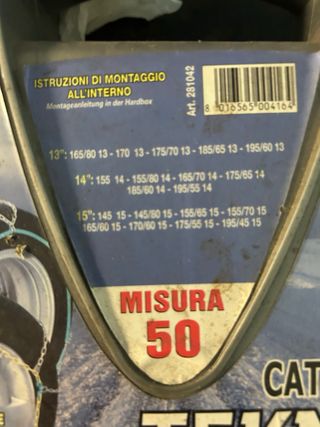 ISTRUZIONI DI MONTAGGIO
ALL'INTERNO
Montageanleitung in der Hardbox
Art. 281042
8 016565 004164
13": 165/80 13 - 170 13 - 175/70 13 - 185/65 13 - 195/60 13
14": 155 14 - 155/80 14 - 165/70 14 - 175/65 14
185/60 14 - 195/55 14
15": 145 15 - 145/80 15 - 155/65 15 - 155/70 15
165/60 15 - 170/60 15 - 175/55 15 - 195/45 15
MISURA
50
CAT